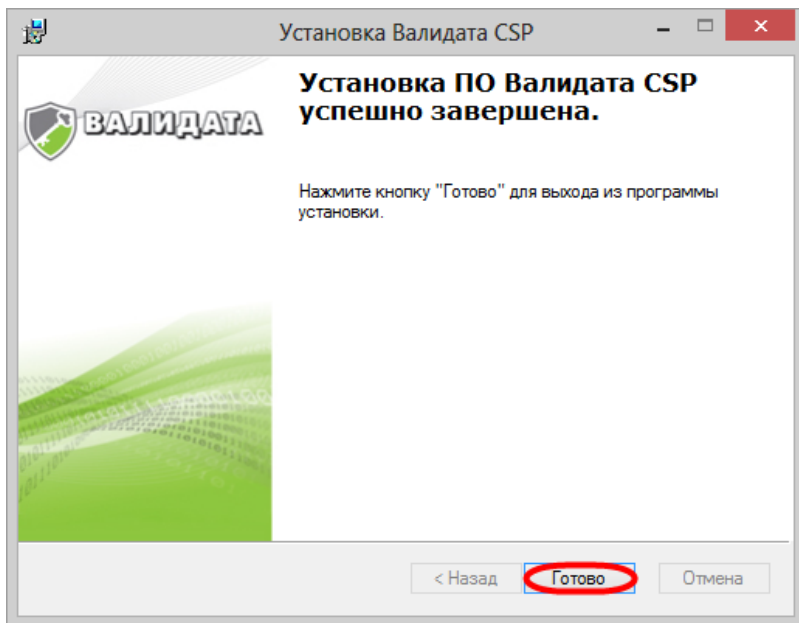 Установка Валидата CSP
ВАЛИДАТА
Установка ПО Валидата CSP
успешно завершена.
Нажмите кнопку "Готово" для выхода из программы
установки.
< Назад
Готово
Отмена